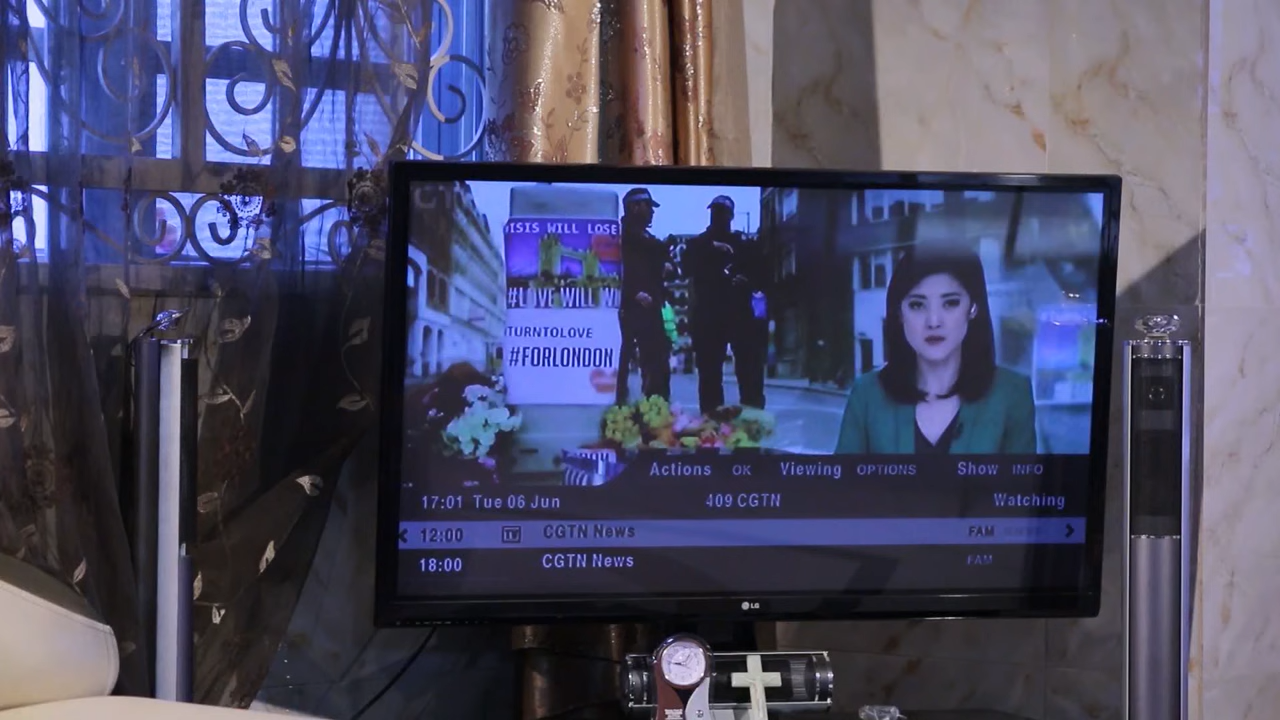 ISIS WILL LOSE
#LOVE WILL WI
TURNTOLOVE
#FORLONDON
Actions OK Viewing OPTIONS Show INFO
17:01 Tue 06 Jun 409 CGTN Watching
12:00 TV CGTN News FAM
18:00 CGTN News FAM
LG